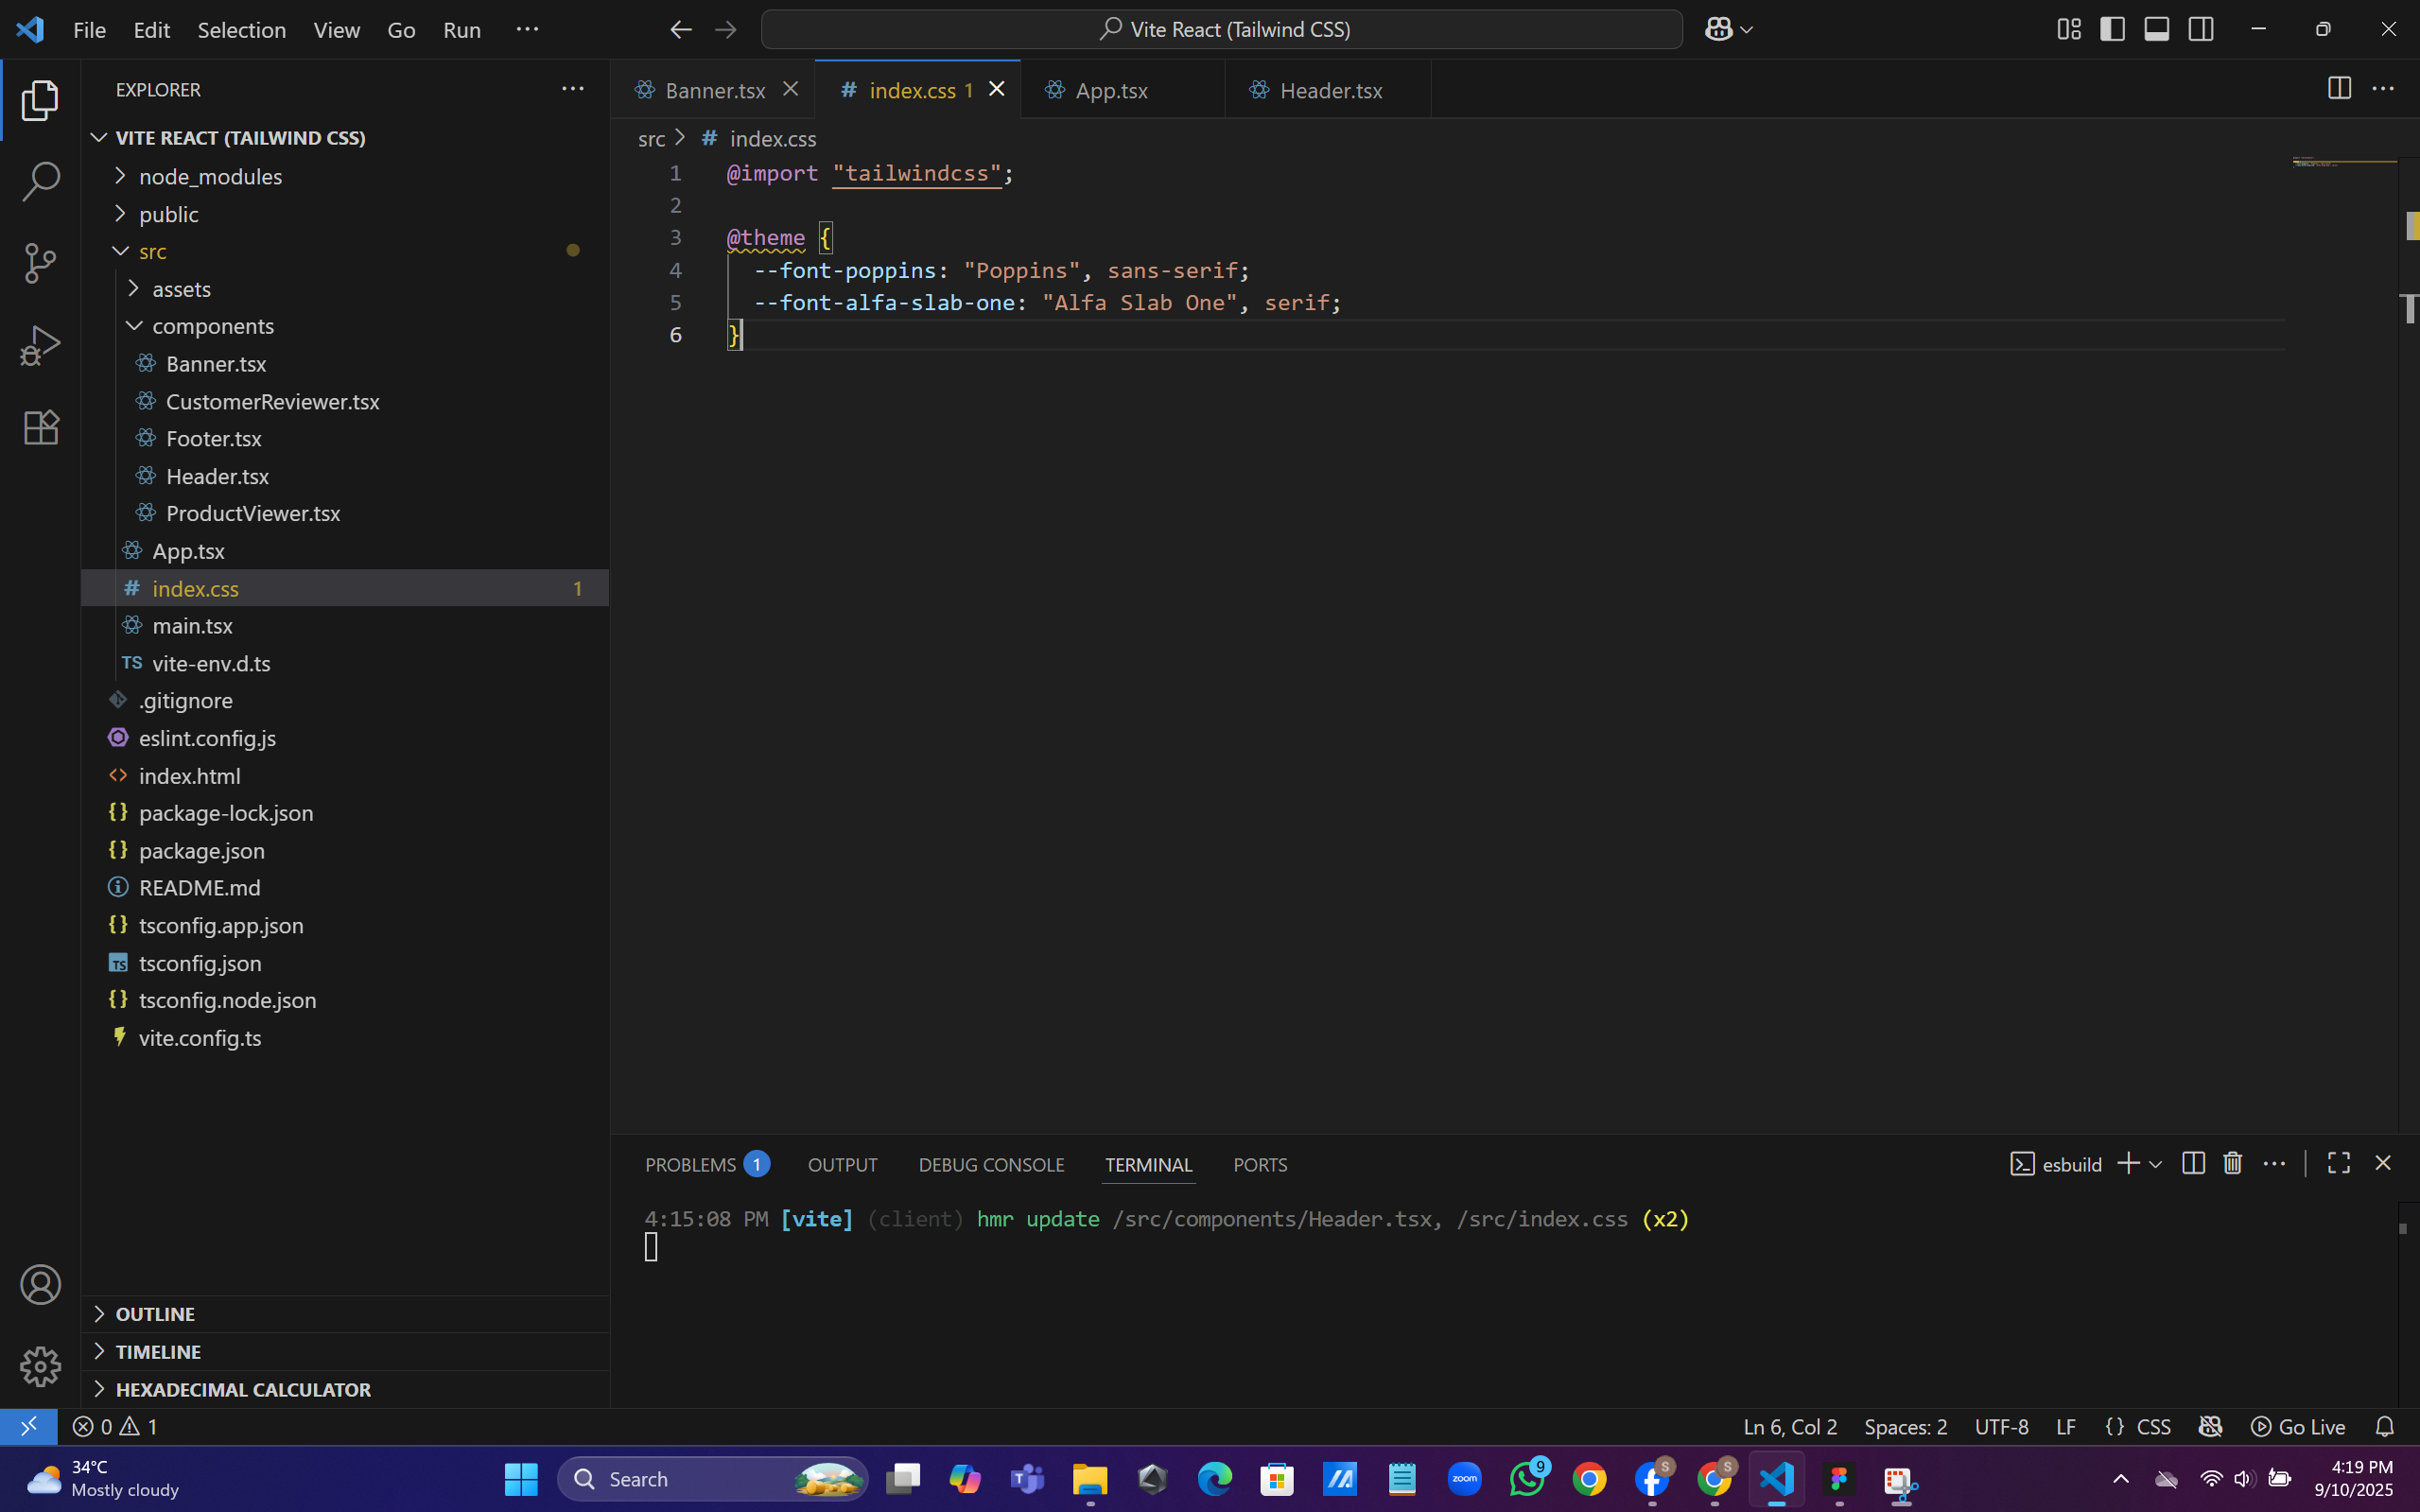 File Edit Selection View Go Run ··· Vite React (Tailwind CSS)
EXPLORER ···
VITE REACT (TAILWIND CSS)
node_modules
public
src
assets
components
Banner.tsx
CustomerReviewer.tsx
Footer.tsx
Header.tsx
ProductViewer.tsx
App.tsx
index.css 1
main.tsx
TS vite-env.d.ts
.gitignore
eslint.config.js
index.html
package-lock.json
package.json
README.md
tsconfig.app.json
TS tsconfig.json
tsconfig.node.json
vite.config.ts
OUTLINE
TIMELINE
HEXADECIMAL CALCULATOR
Banner.tsx # index.css 1 App.tsx Header.tsx
src > # index.css
1 @import "tailwindcss";
2
3 @theme {
4 --font-poppins: "Poppins", sans-serif;
5 --font-alfa-slab-one: "Alfa Slab One", serif;
6 }
PROBLEMS 1 OUTPUT DEBUG CONSOLE TERMINAL PORTS esbuild
4:15:08 PM [vite] (client) hmr update /src/components/Header.tsx, /src/index.css (x2)
0 1 Ln 6, Col 2 Spaces: 2 UTF-8 LF {} CSS Go Live
34°C
Mostly cloudy
Search
zoom
9
S
S
4:19 PM
9/10/2025